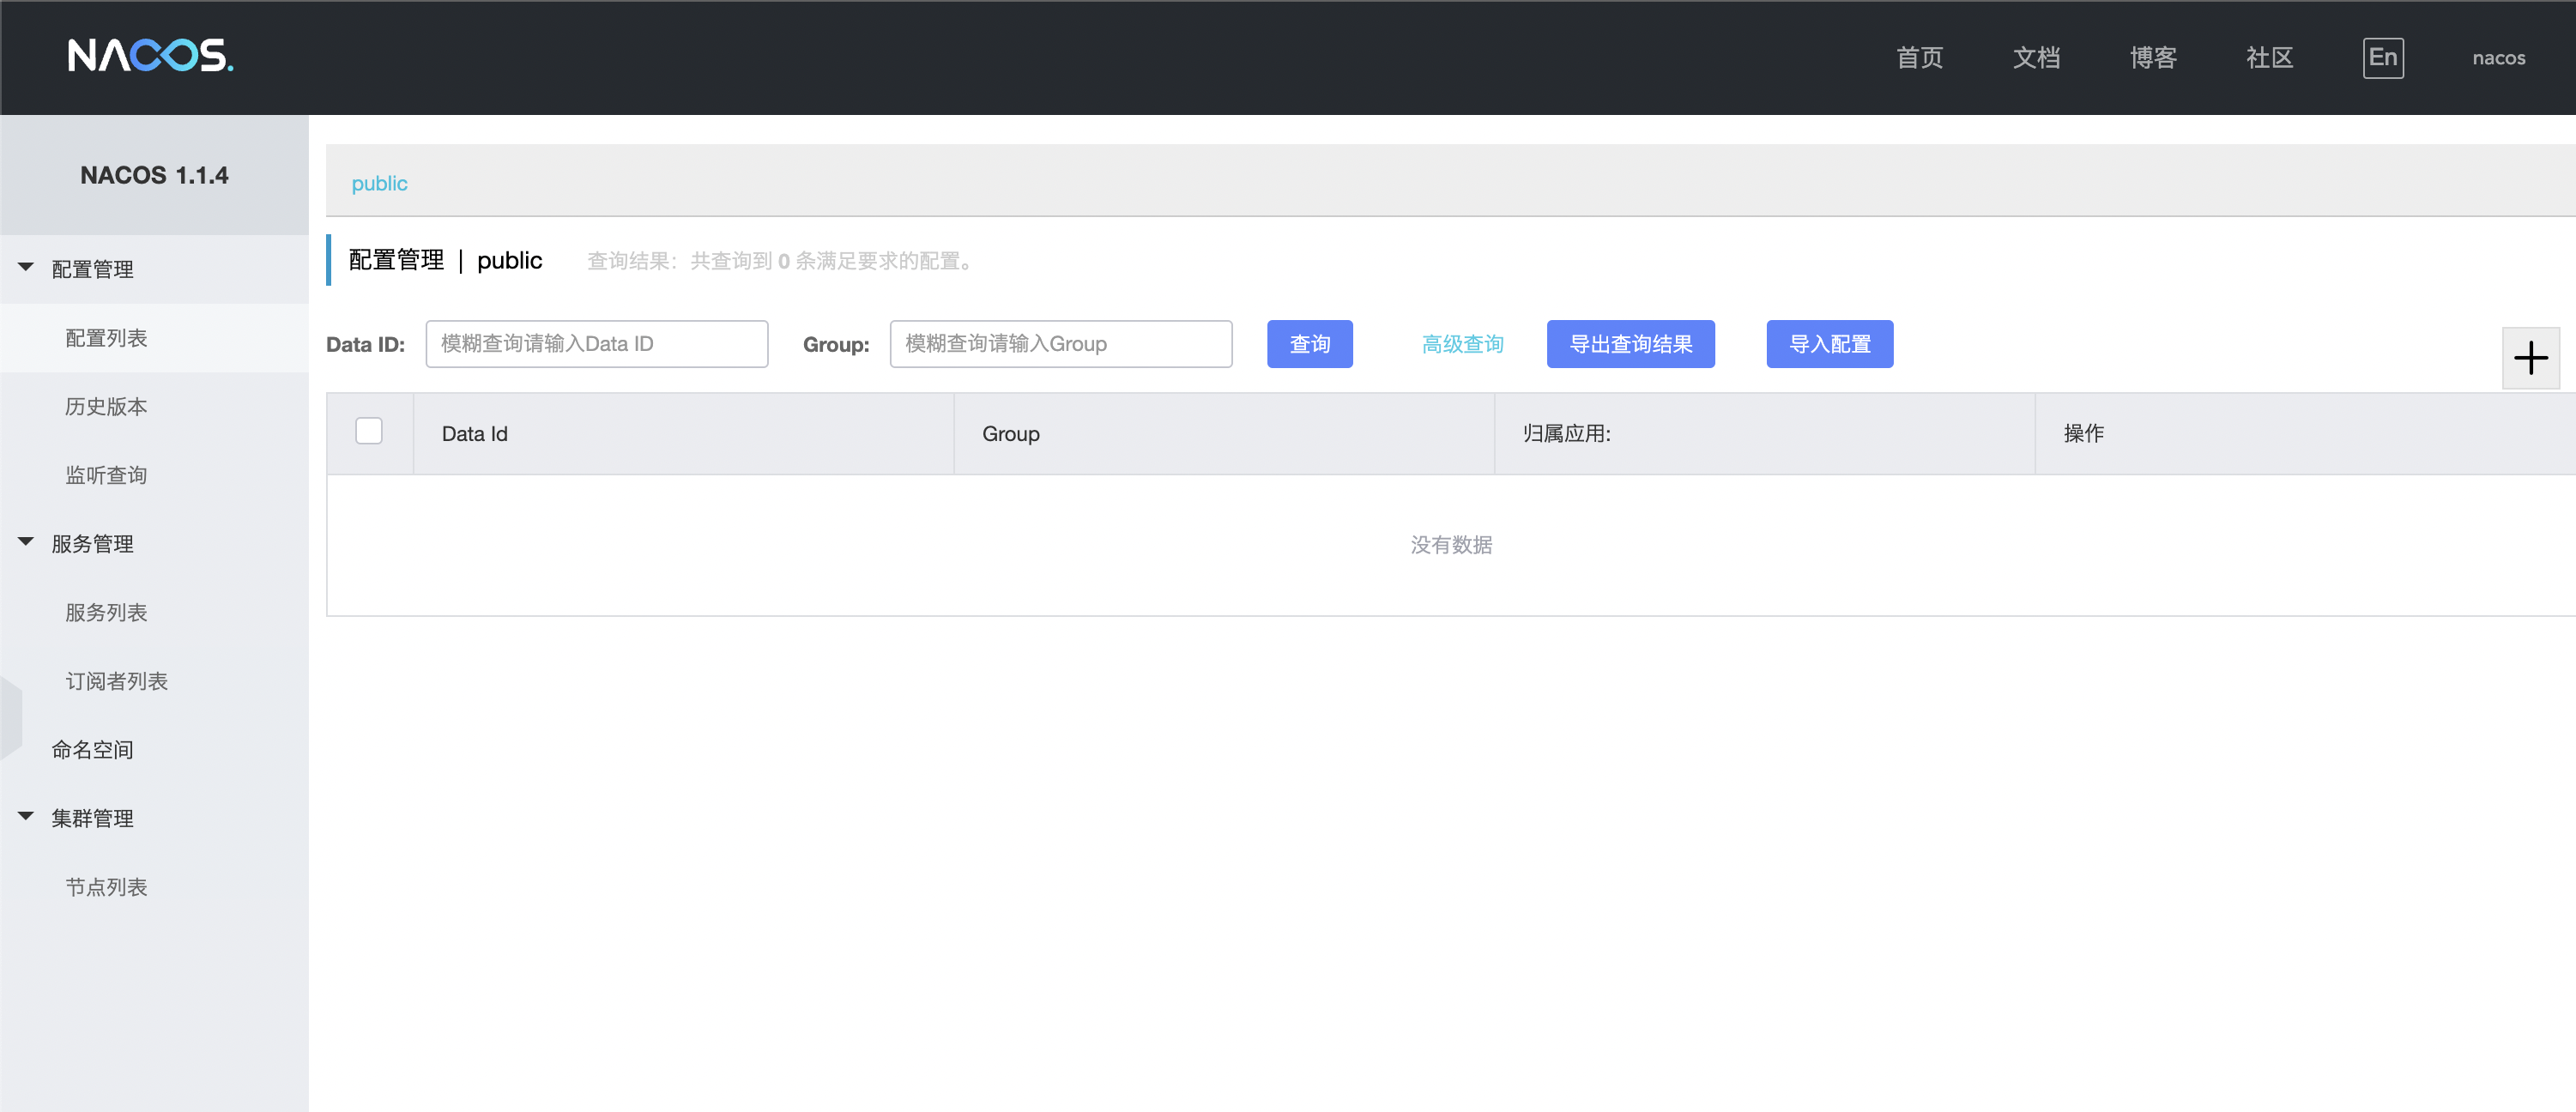 NACOS.
首页 文档 博客 社区 En nacos
NACOS 1.1.4
配置管理
配置列表
历史版本
监听查询
服务管理
服务列表
订阅者列表
命名空间
集群管理
节点列表
public
配置管理 | public 查询结果：共查询到 0 条满足要求的配置。
Data ID: 模糊查询请输入Data ID Group: 模糊查询请输入Group 查询 高级查询 导出查询结果 导入配置
Data Id Group 归属应用: 操作
没有数据